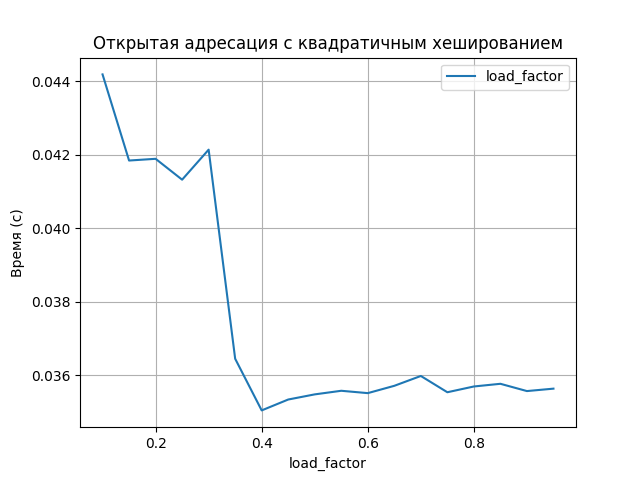 Открытая адресация с квадратичным хешированием
load_factor
0.044
0.042
0.040
0.038
0.036
Время (с)
0.2
0.4
0.6
0.8
load_factor